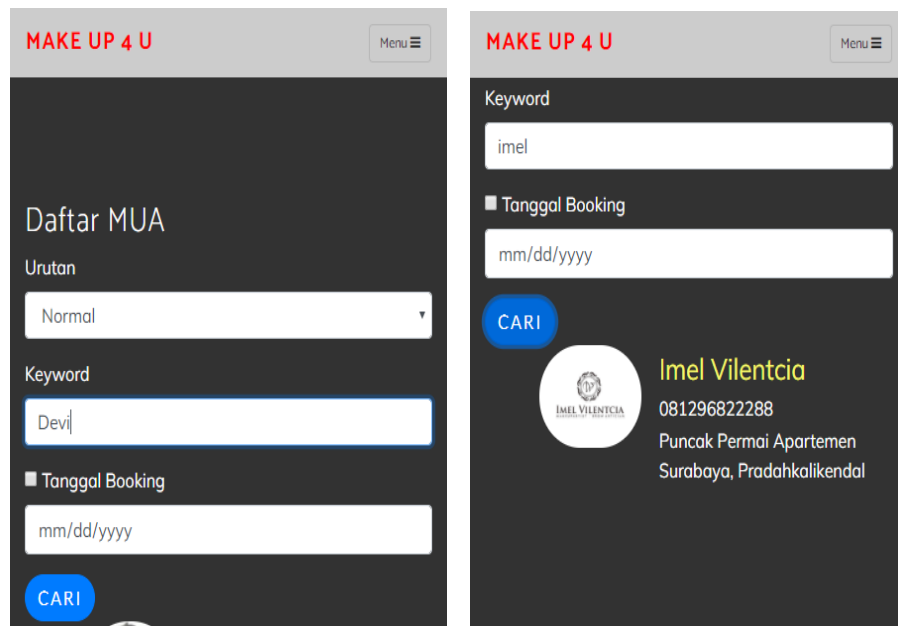 MAKE UP 4 U
Menu
Daftar MUA
Urutan
Normal
Keyword
Devi
Tanggal Booking
mm/dd/yyyy
CARI
MAKE UP 4 U
Menu
Keyword
imel
Tanggal Booking
mm/dd/yyyy
CARI
IMEL VILENTCIA
Imel Vilentcia
081296822288
Puncak Permai Apartemen
Surabaya, Pradahkalikendal